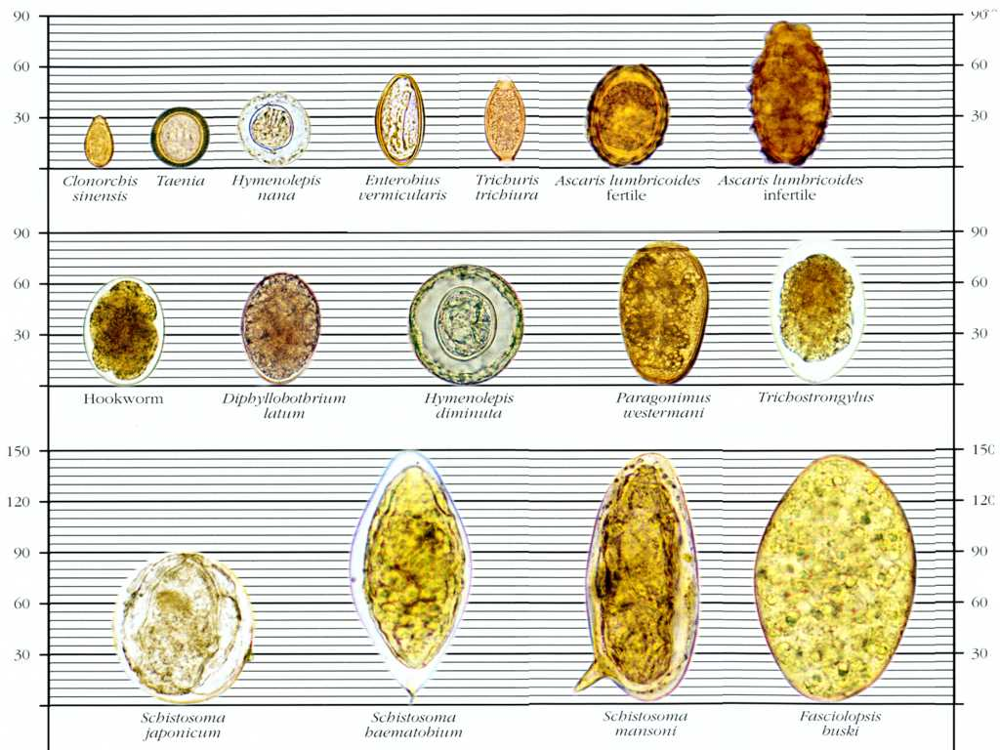 90
60
30
90
60
30
Clonorchis
sinensis
Taenia
Hymenolepis
nana
Enterobius
vermicularis
Trichuris
trichiura
Ascaris lumbricoides
fertile
Ascaris lumbricoides
infertile
90
60
30
90
60
30
Hookworm
Diphyllobothrium
latum
Hymenolepis
diminuta
Paragonimus
westermani
Trichostrongylus
150
120
90
60
30
150
120
90
60
30
Schistosoma
japonicum
Schistosoma
haematobium
Schistosoma
mansoni
Fasciolopsis
buski